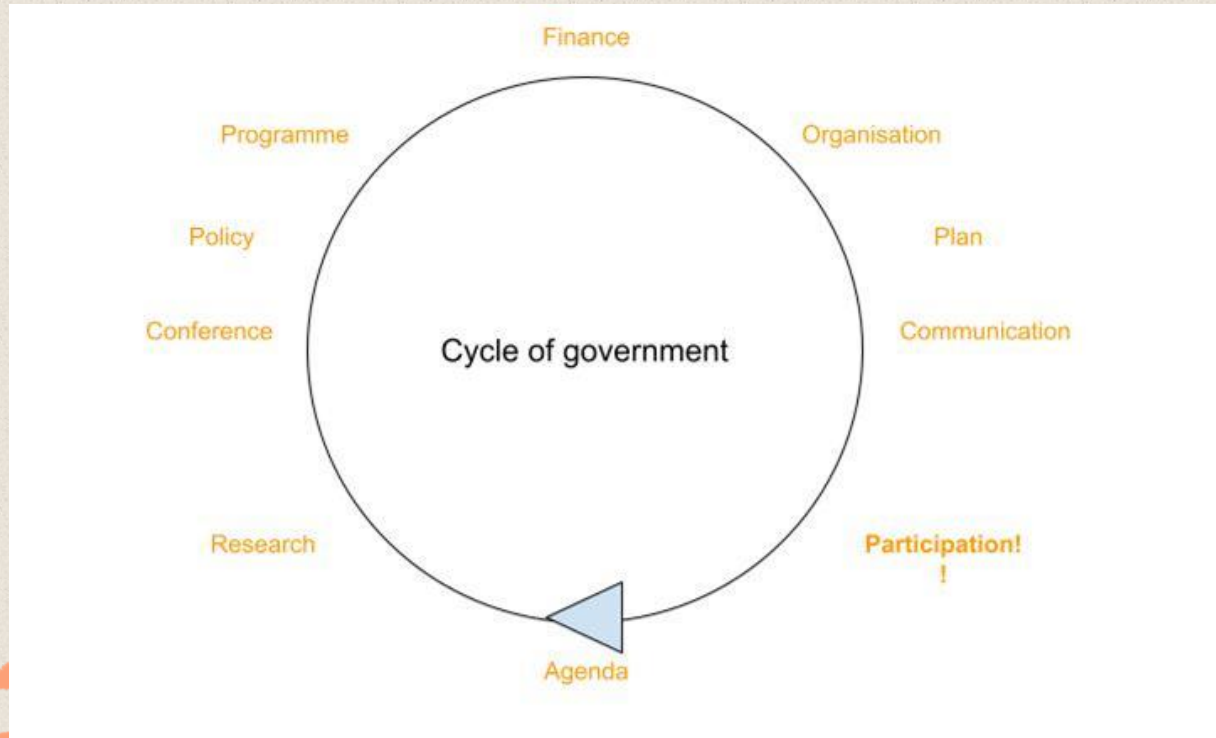 Finance
Programme
Organisation
Policy
Plan
Conference
Communication
Cycle of government
Research
Participation!
!
Agenda